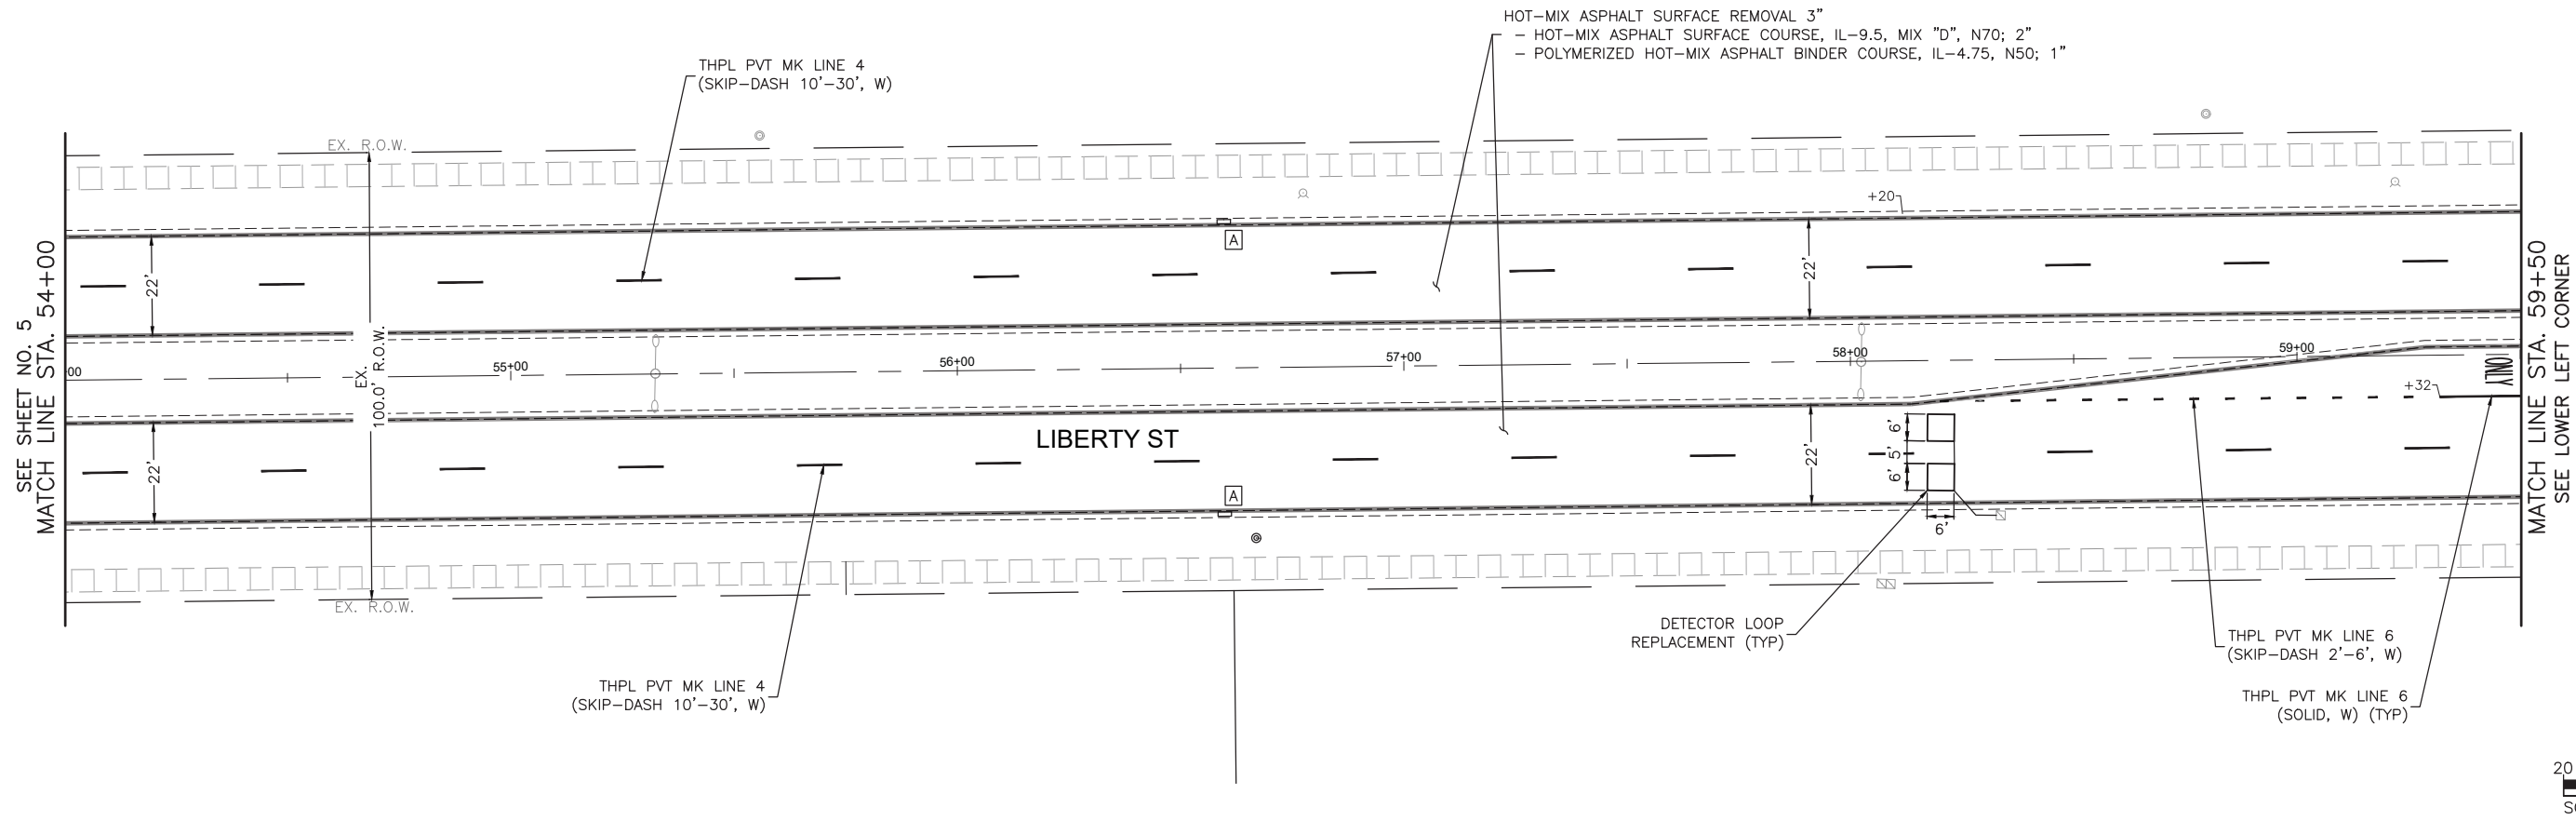 HOT-MIX ASPHALT SURFACE REMOVAL 3"
- HOT-MIX ASPHALT SURFACE COURSE, IL-9.5, MIX "D", N70; 2"
- POLYMERIZED HOT-MIX ASPHALT BINDER COURSE, IL-4.75, N50; 1"
THPL PVT MK LINE 4
(SKIP-DASH 10'-30', W)
EX. R.O.W.
+20
A
22'
22'
SEE SHEET NO. 5
MATCH LINE STA. 54+00
MATCH LINE STA. 59+50
SEE LOWER LEFT CORNER
EX.
100.0' R.O.W.
00
55+00
56+00
57+00
58+00
59+00
ONLY
+32
LIBERTY ST
22'
22'
6'
5'
6'
6'
A
EX. R.O.W.
DETECTOR LOOP
REPLACEMENT (TYP)
THPL PVT MK LINE 6
(SKIP-DASH 2'-6', W)
THPL PVT MK LINE 4
(SKIP-DASH 10'-30', W)
THPL PVT MK LINE 6
(SOLID, W) (TYP)
20